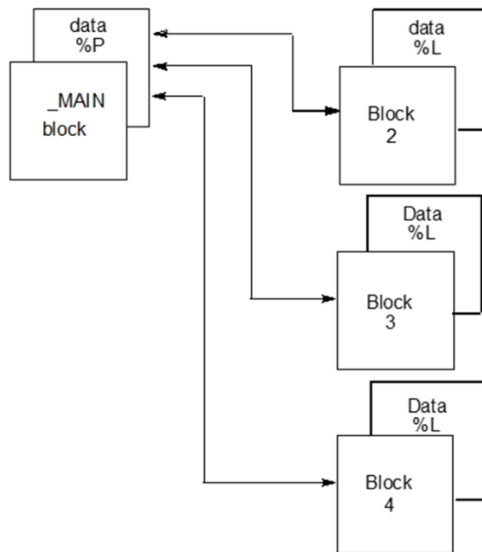 data
%P
_MAIN
block
data
%L
Block
2
Data
%L
Block
3
Data
%L
Block
4